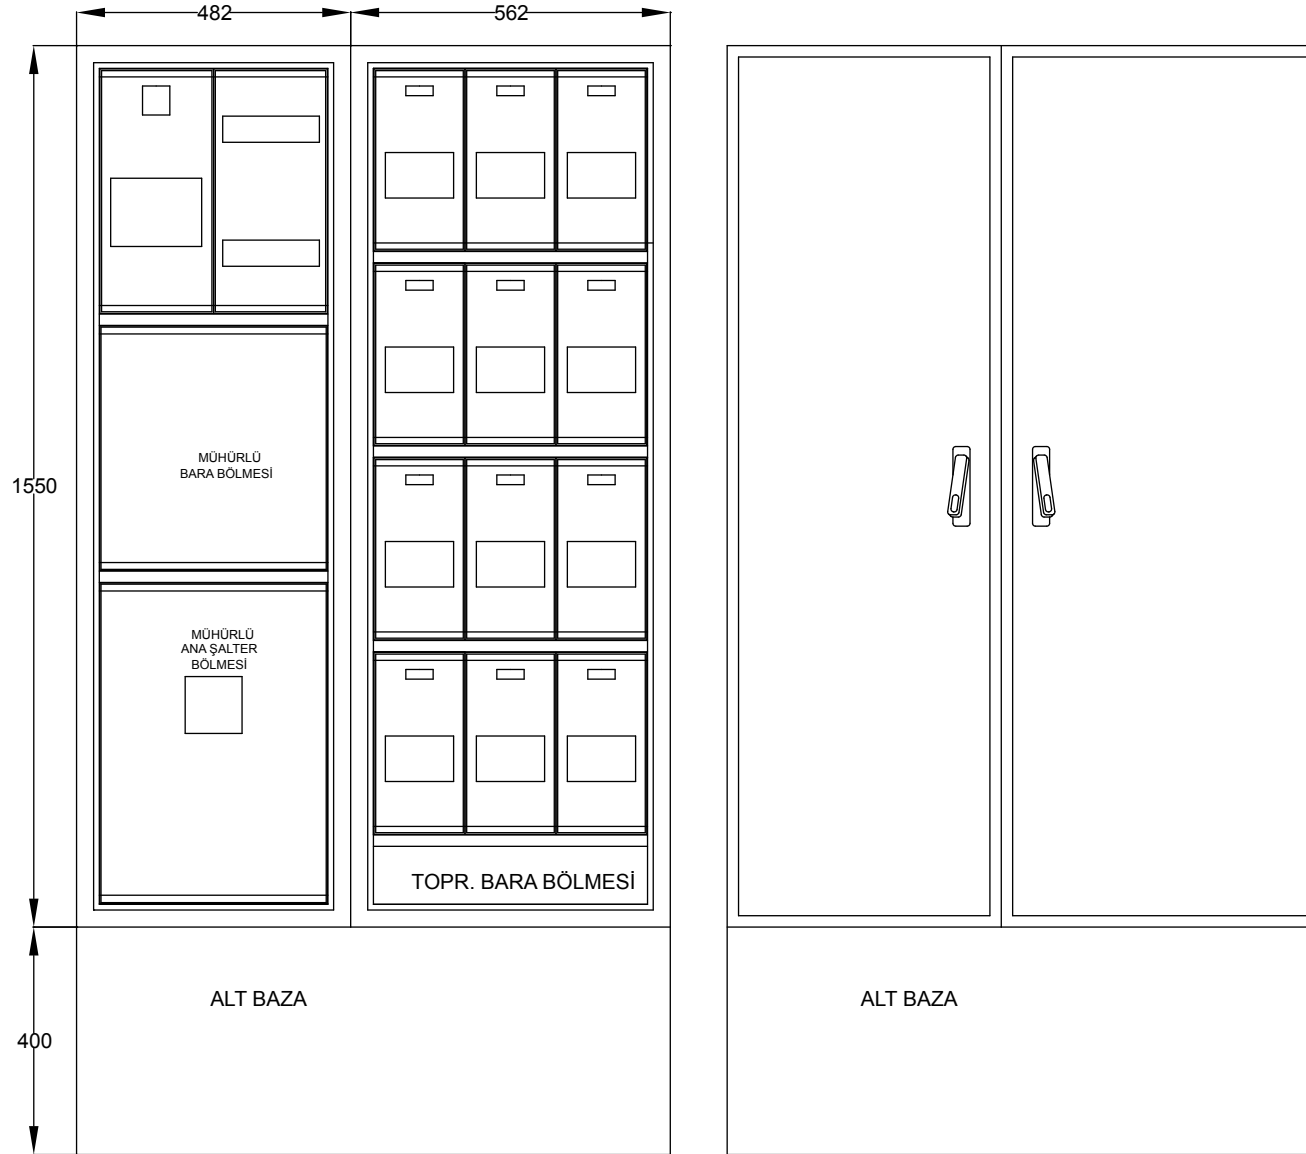 482
562
MÜHÜRLÜ
BARA BÖLMESİ
1550
MÜHÜRLÜ
ANA ŞALTER
BÖLMESİ
TOPR. BARA BÖLMESİ
ALT BAZA
ALT BAZA
400